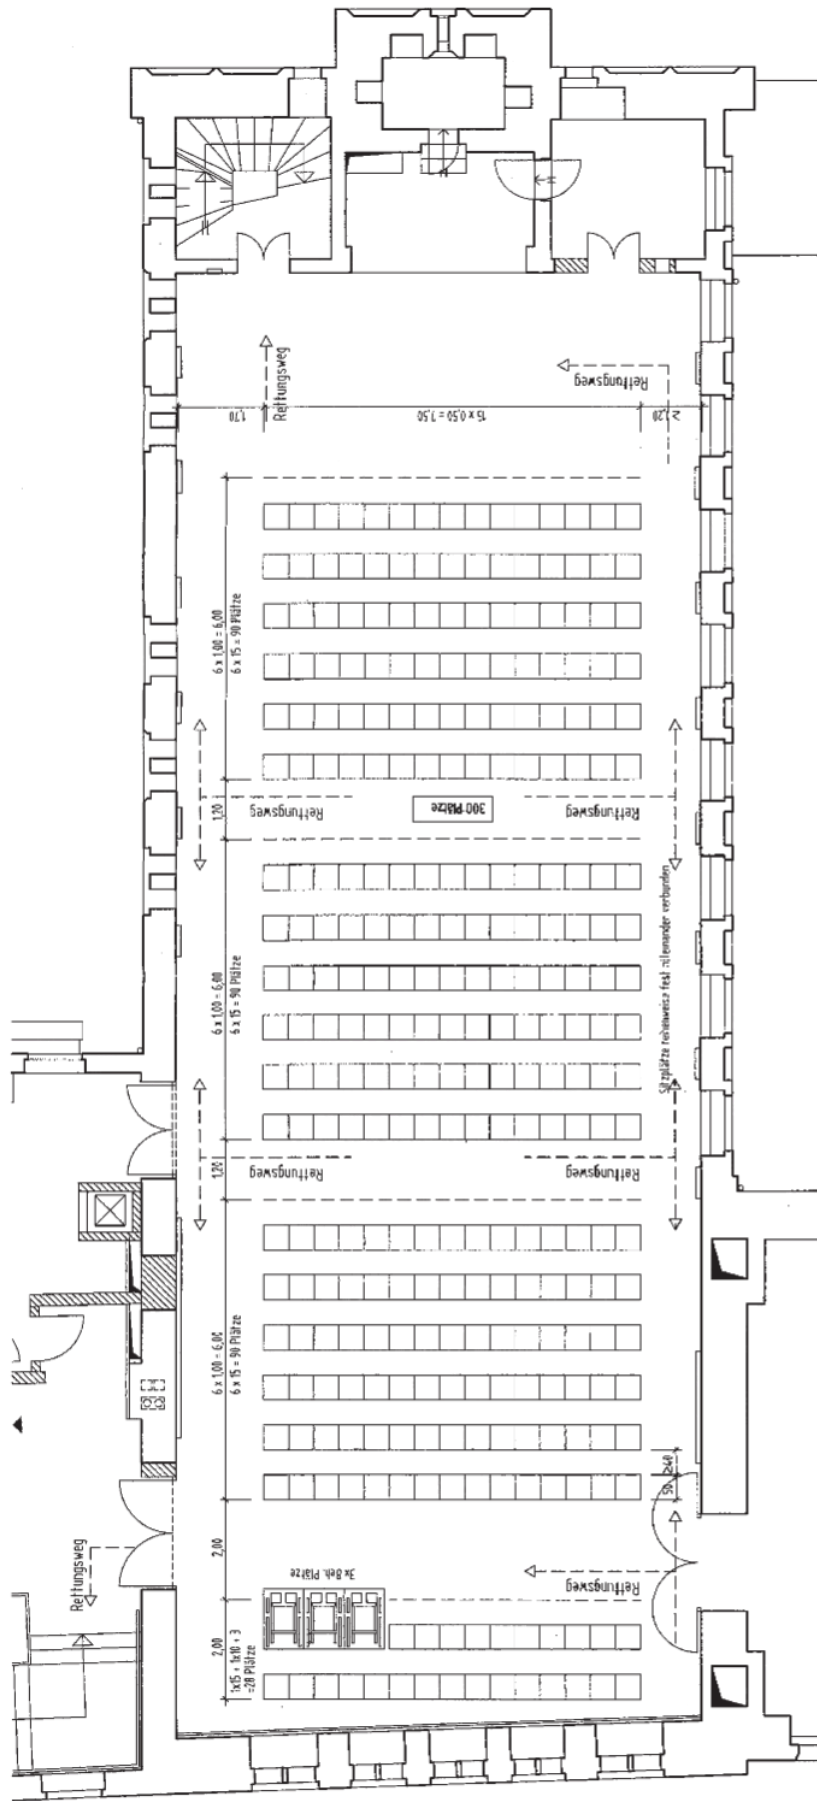 Rettungsweg
Rettungsweg
1,70
15 x 0,50 = 7,50
≥ 1,20
6 x 1,00 = 6,00
6 x 15 = 90 Plätze
1,20
Rettungsweg
300 Plätze
Rettungsweg
6 x 1,00 = 6,00
6 x 15 = 90 Plätze
Sitzplätze reihenweise fest miteinander verbunden
1,20
Rettungsweg
Rettungsweg
6 x 1,00 = 6,00
6 x 15 = 90 Plätze
50
≥40
Rettungsweg
2,00
3x Beh. Plätze
Rettungsweg
2,00
1x15 + 1x10 + 3
=28 Plätze